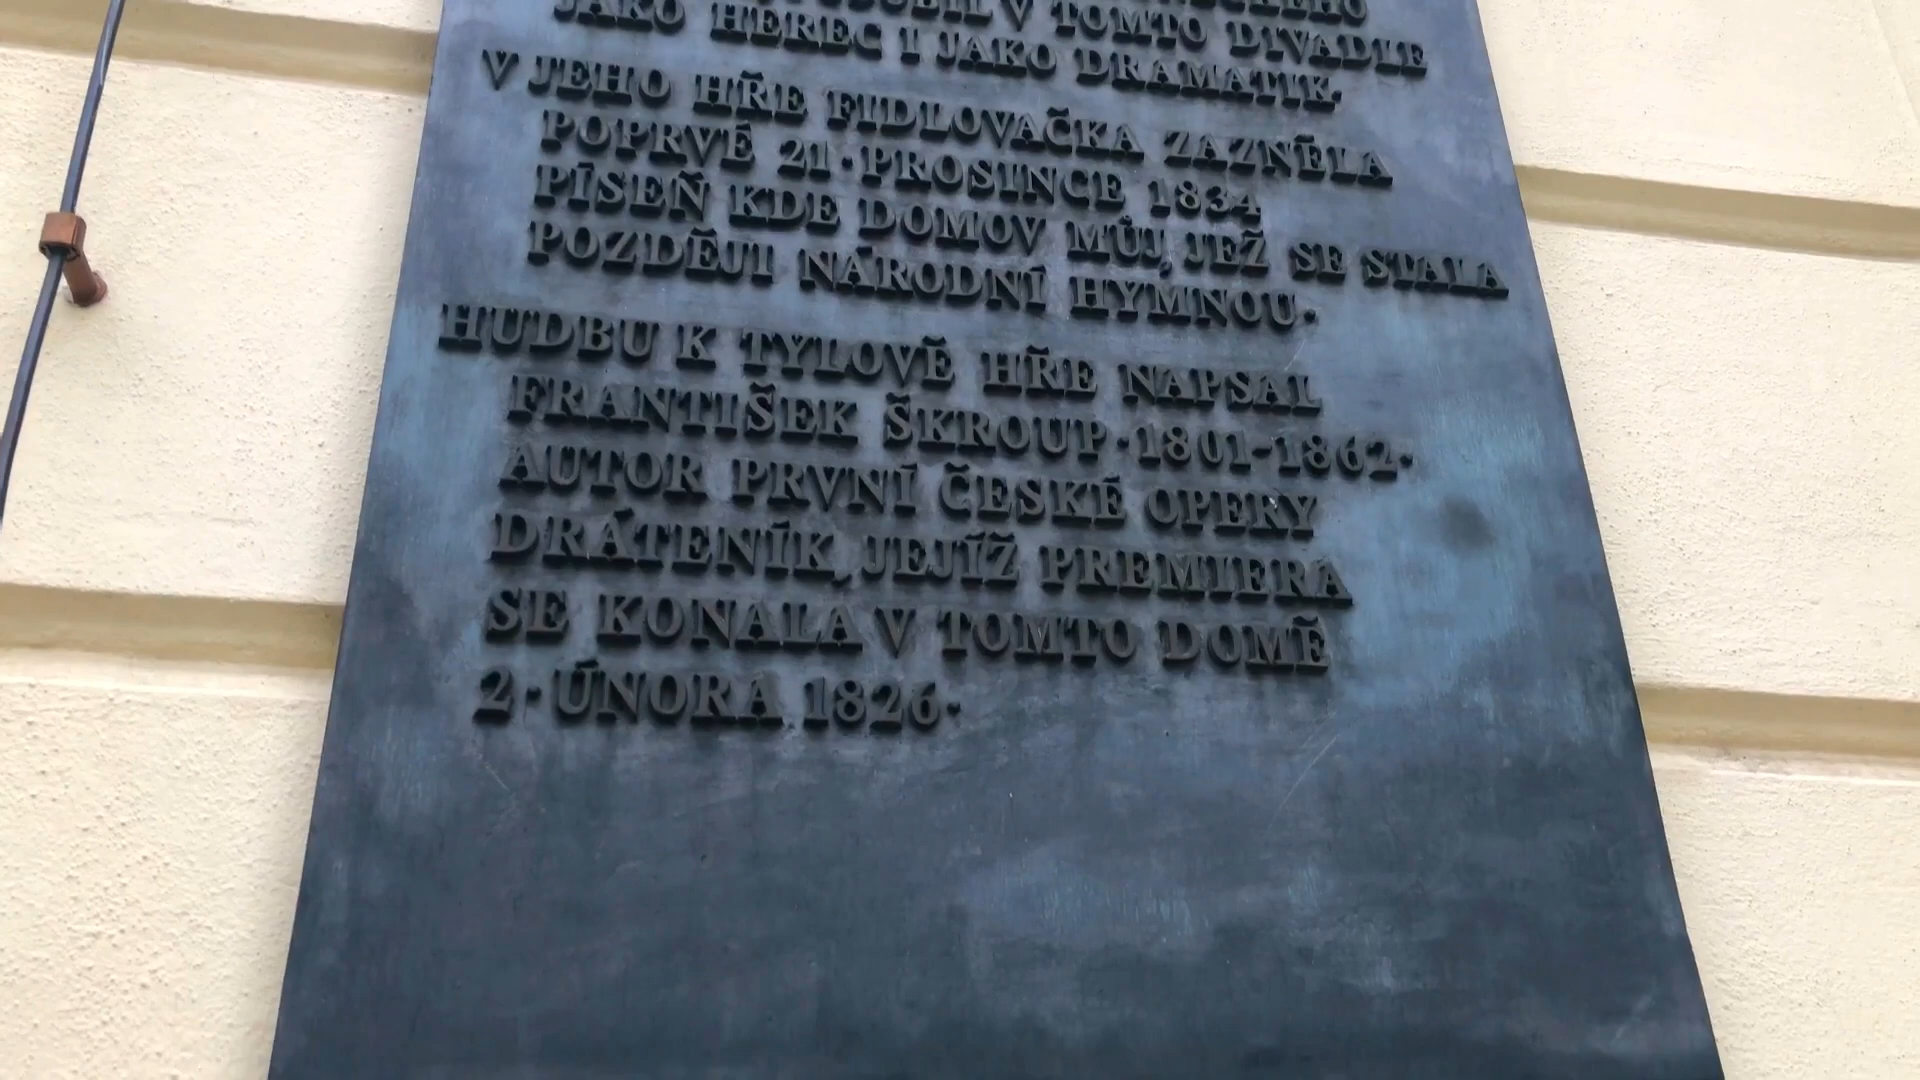 V TOMTO DIVADLE
JAKO HEREC I JAKO DRAMATIK.
V JEHO HŘE FIDLOVAČKA ZAZNĚLA
POPRVÉ 21·PROSINCE 1834
PÍSEŇ KDE DOMOV MŮJ, JEŽ SE STALA
POZDĚJI NÁRODNÍ HYMNOU·
HUDBU K TYLOVĚ HŘE NAPSAL
FRANTIŠEK ŠKROUP·1801-1862·
AUTOR PRVNÍ ČESKÉ OPERY
DRÁTENÍK, JEJÍŽ PREMIERA
SE KONALA V TOMTO DOMĚ
2·ÚNORA 1826·